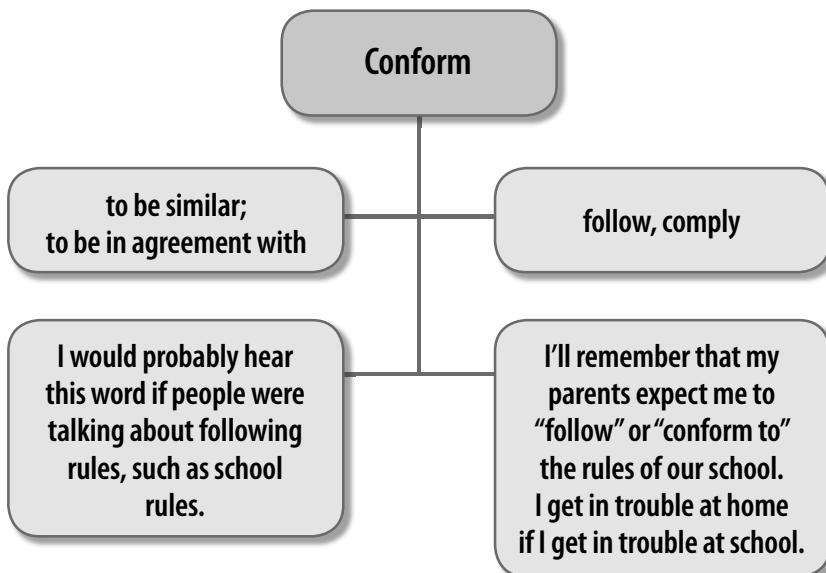 Conform
to be similar;
to be in agreement with
follow, comply
I would probably hear
this word if people were
talking about following
rules, such as school
rules.
I’ll remember that my
parents expect me to
“follow” or “conform to”
the rules of our school.
I get in trouble at home
if I get in trouble at school.